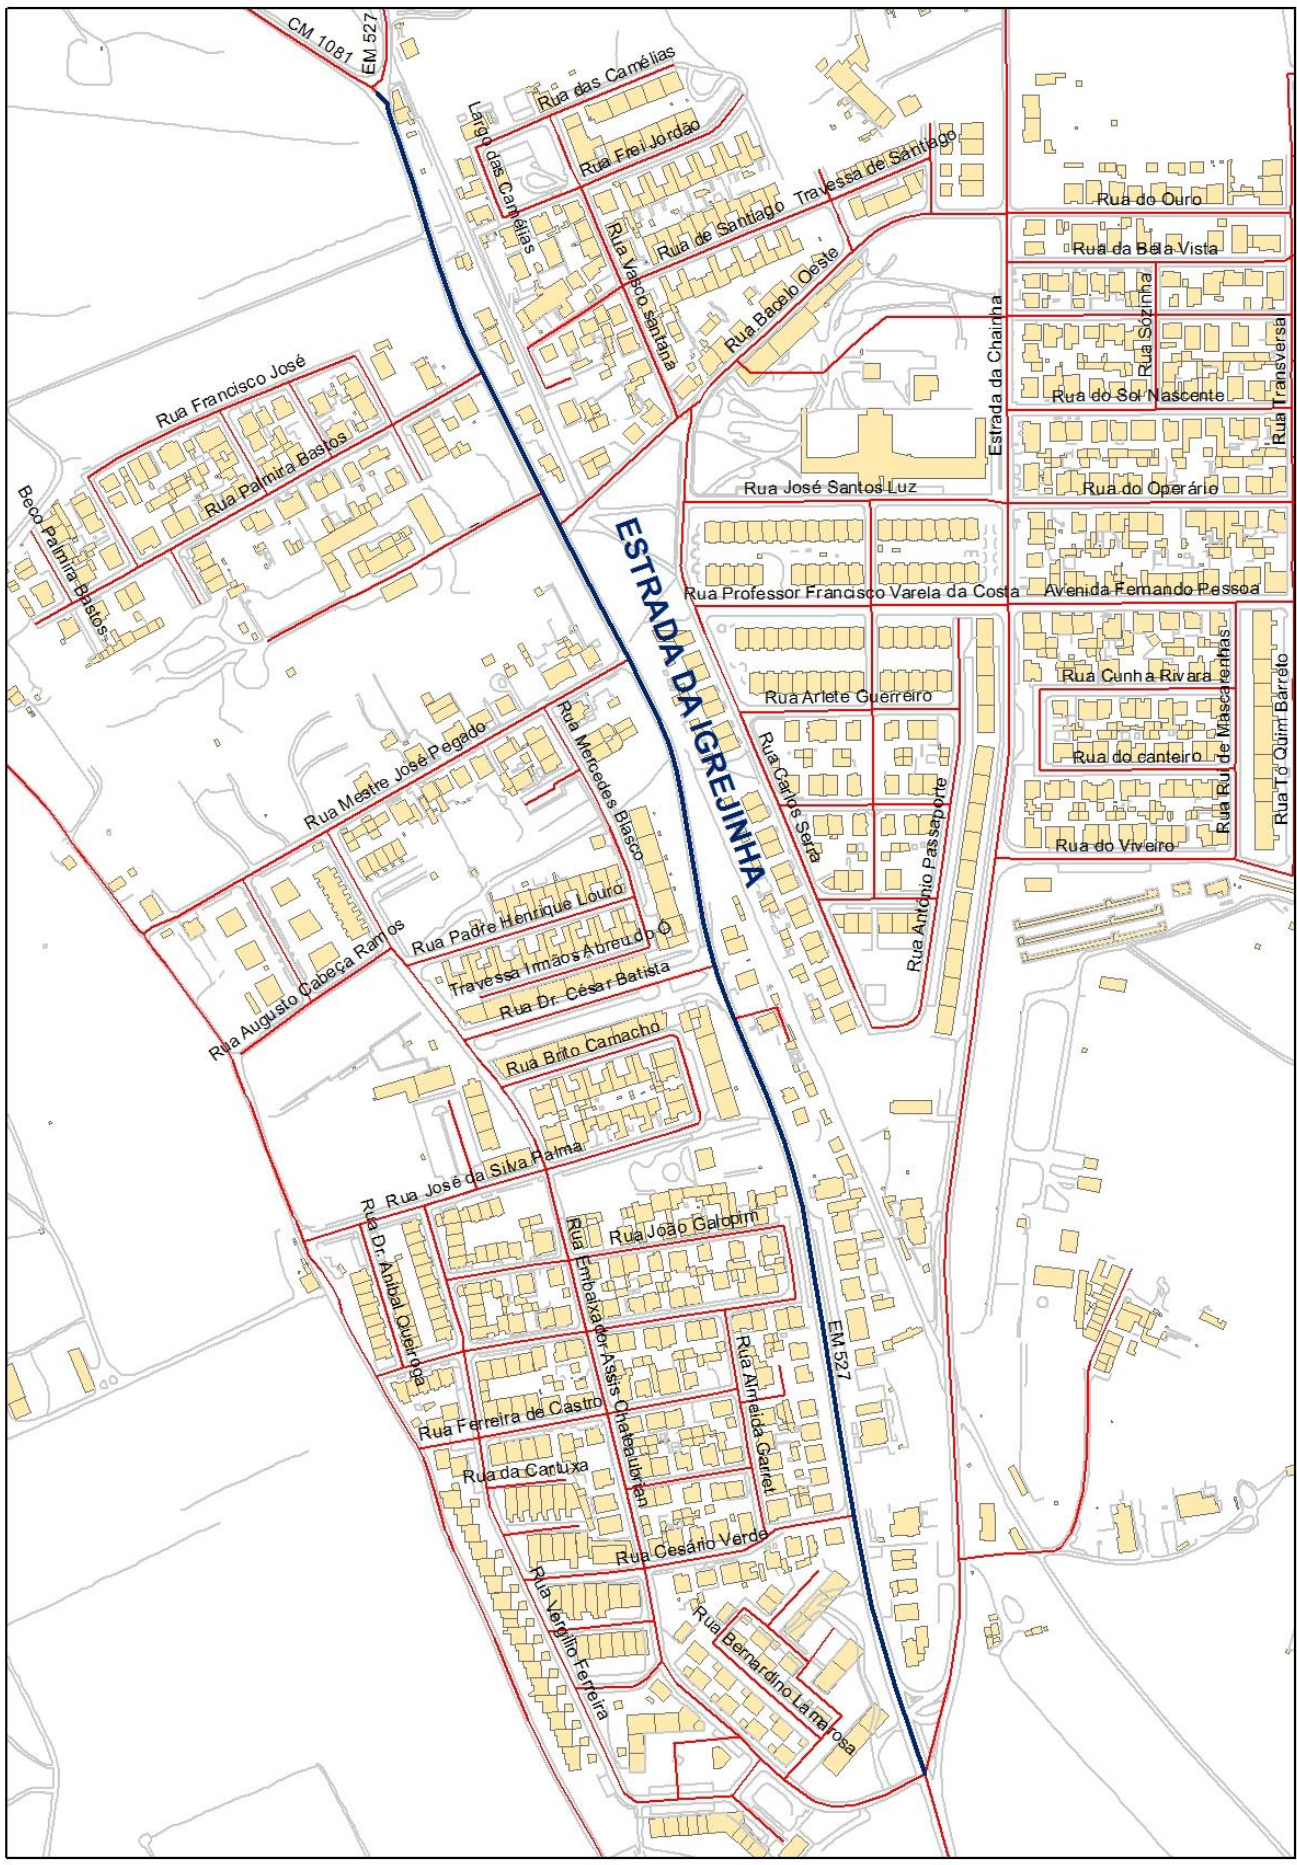 CM 1081
EM 527
Rua das Camélias
Largo das Camélias
Rua Frei Jordão
Travessa de Santiago
Rua de Santiago
Rua Vasco santana
Rua Bacelo Oeste
Rua do Ouro
Rua da Bela Vista
Rua Sózinha
Estrada da Chainha
Rua Transversal
Rua do Sol Nascente
Rua Francisco José
Rua Palmira Bastos
Beco Palmira Bastos
Rua José Santos Luz
Rua do Operário
ESTRADA DA IGREJINHA
Rua Professor Francisco Varela da Costa
Avenida Fernando Pessoa
Rua Cunha Rivara
Rua Rui de Mascarenhas
Rua Tó Quim Barreto
Rua Arlete Guerreiro
Rua do canteiro
Rua Mestre José Pegado
Rua Mercedes Blasco
Rua Carlos Serra
Rua António Passaporte
Rua do Viveiro
Rua Padre Henrique Louro
Rua Augusto Cabeça Ramos
Travessa Irmãos Abreu do Ó
Rua Dr. César Batista
Rua Brito Camacho
Rua José da Silva Palma
Rua Dr. Aníbal Queiroga
Rua João Galopim
Rua Embaixador Assis Chateaubrian
Rua Almeida Garret
EM 527
Rua Ferreira de Castro
Rua da Cartuxa
Rua Cesário Verde
Rua Vergílio Ferreira
Rua Bernardino Lamarosa